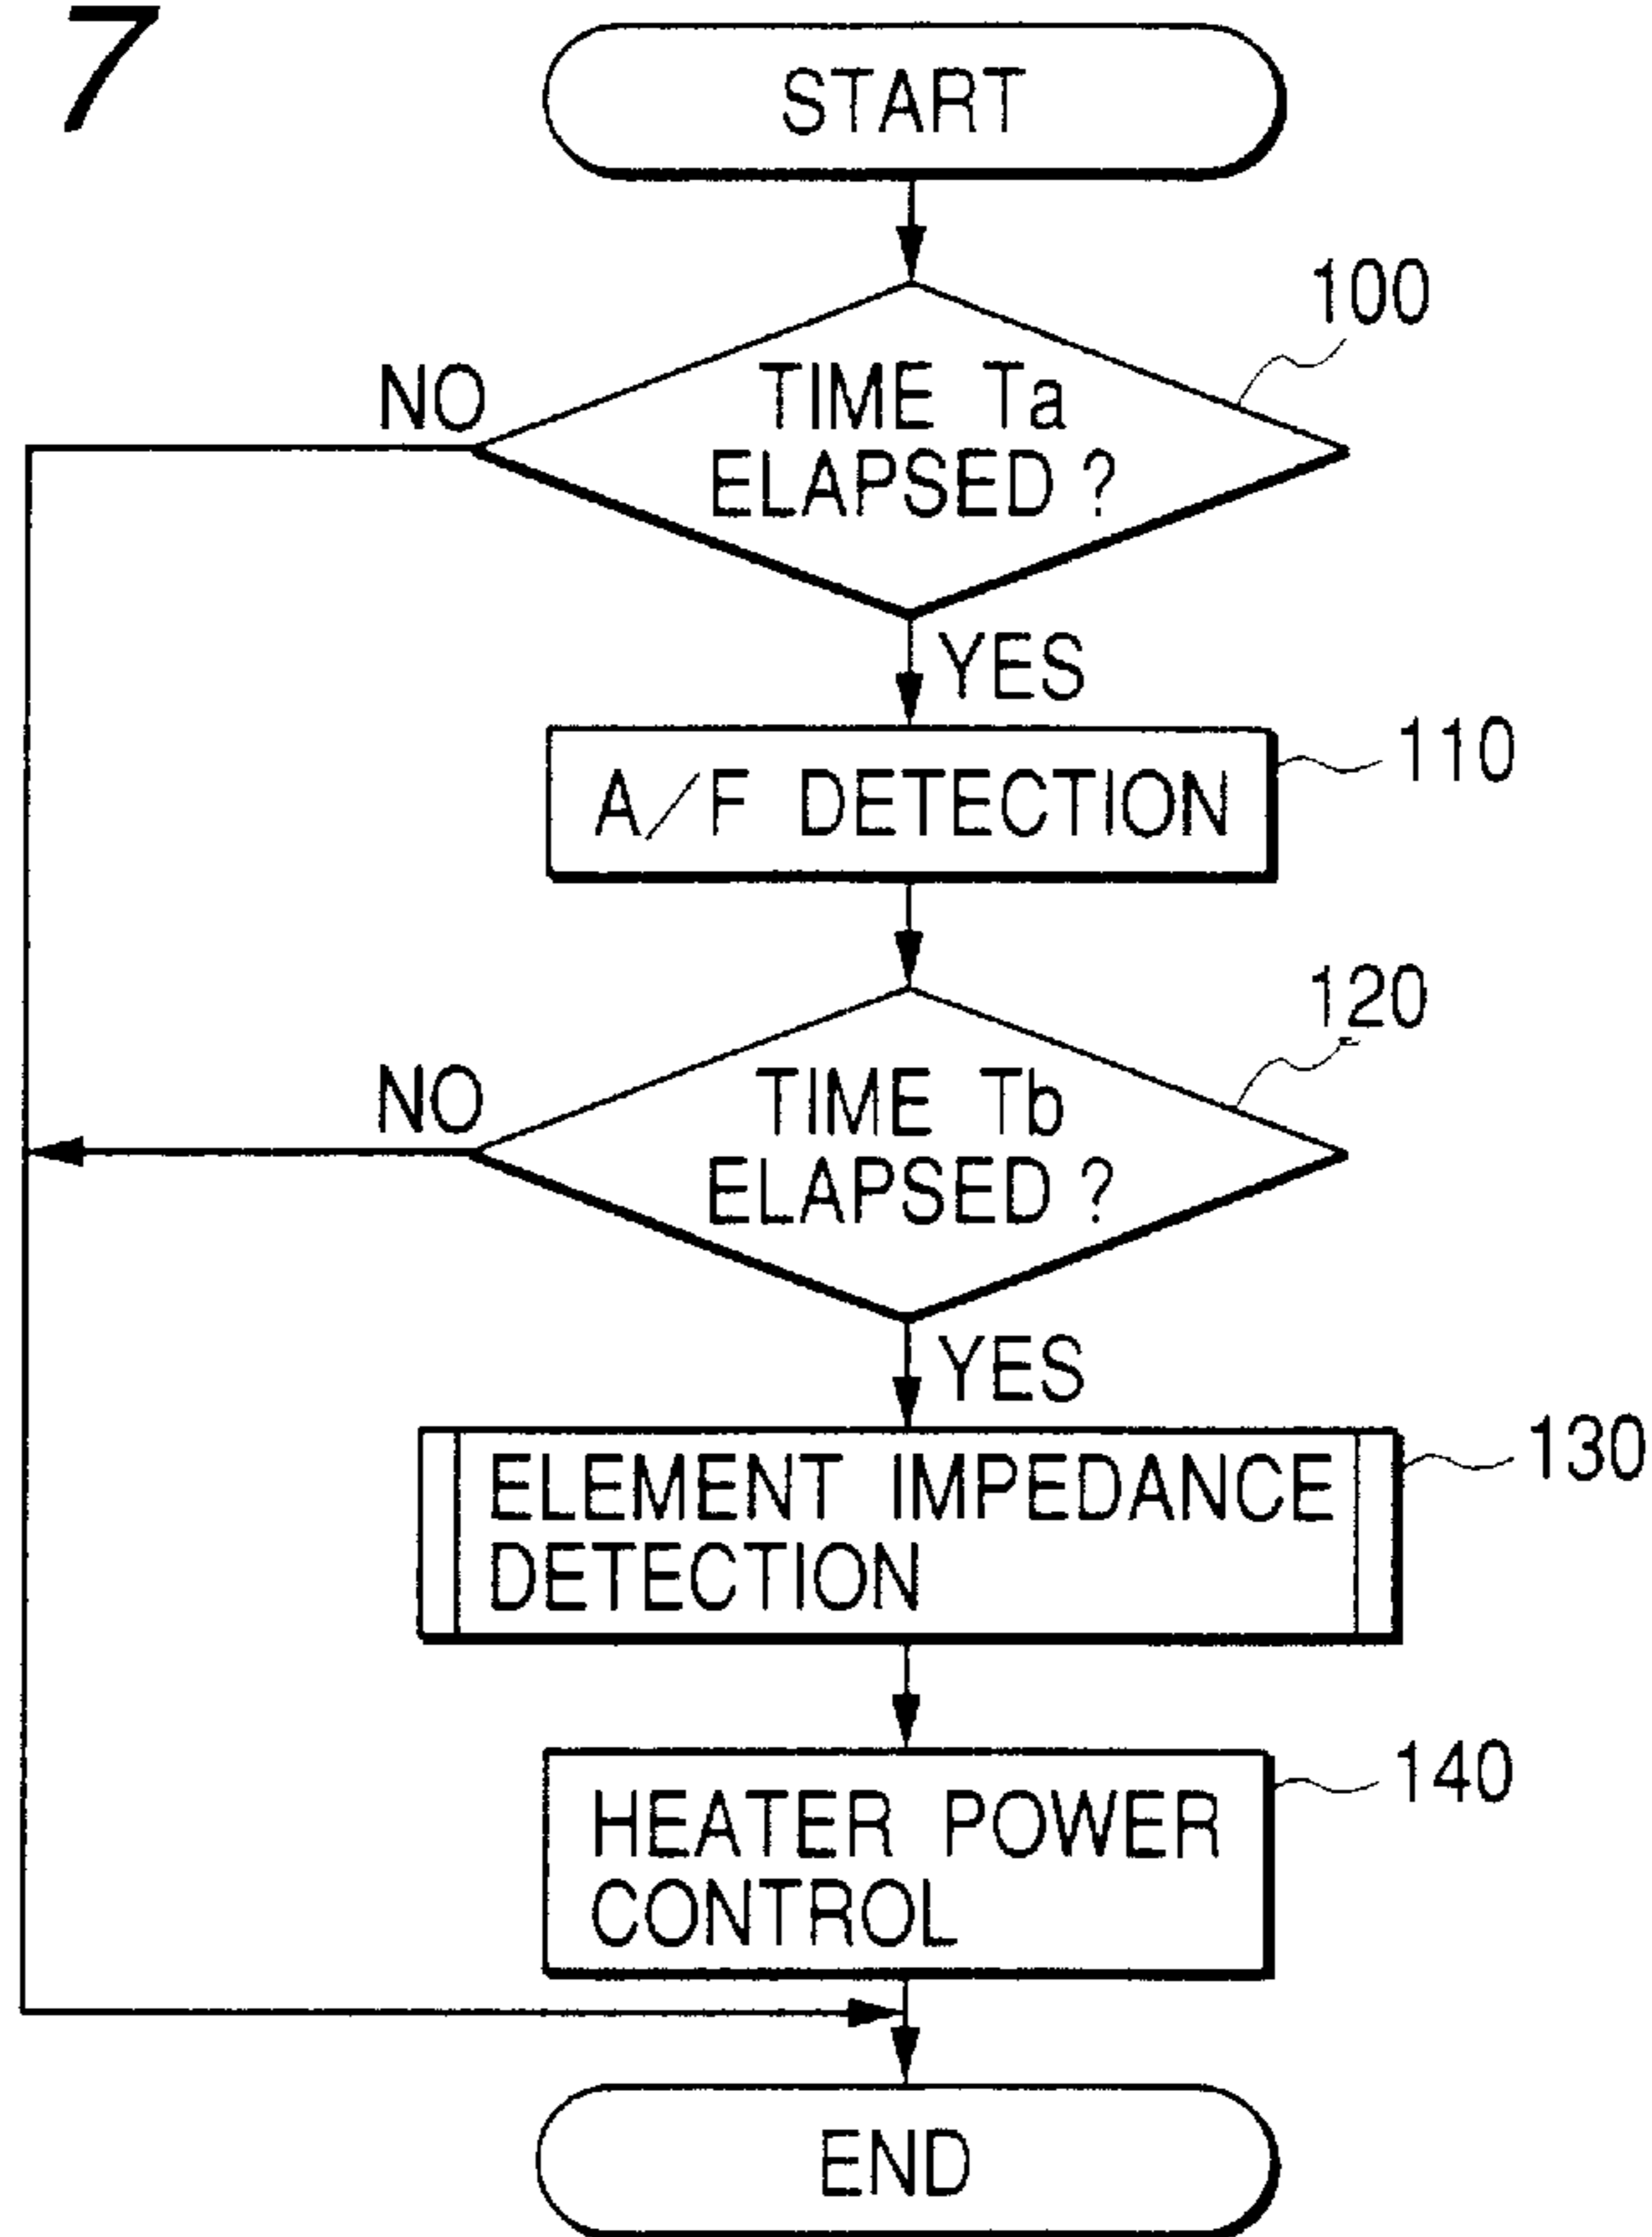 7
START
100
NO
TIME Ta
ELAPSED ?
YES
A/F DETECTION
110
120
NO
TIME Tb
ELAPSED ?
YES
ELEMENT IMPEDANCE
DETECTION
130
HEATER POWER
CONTROL
140
END